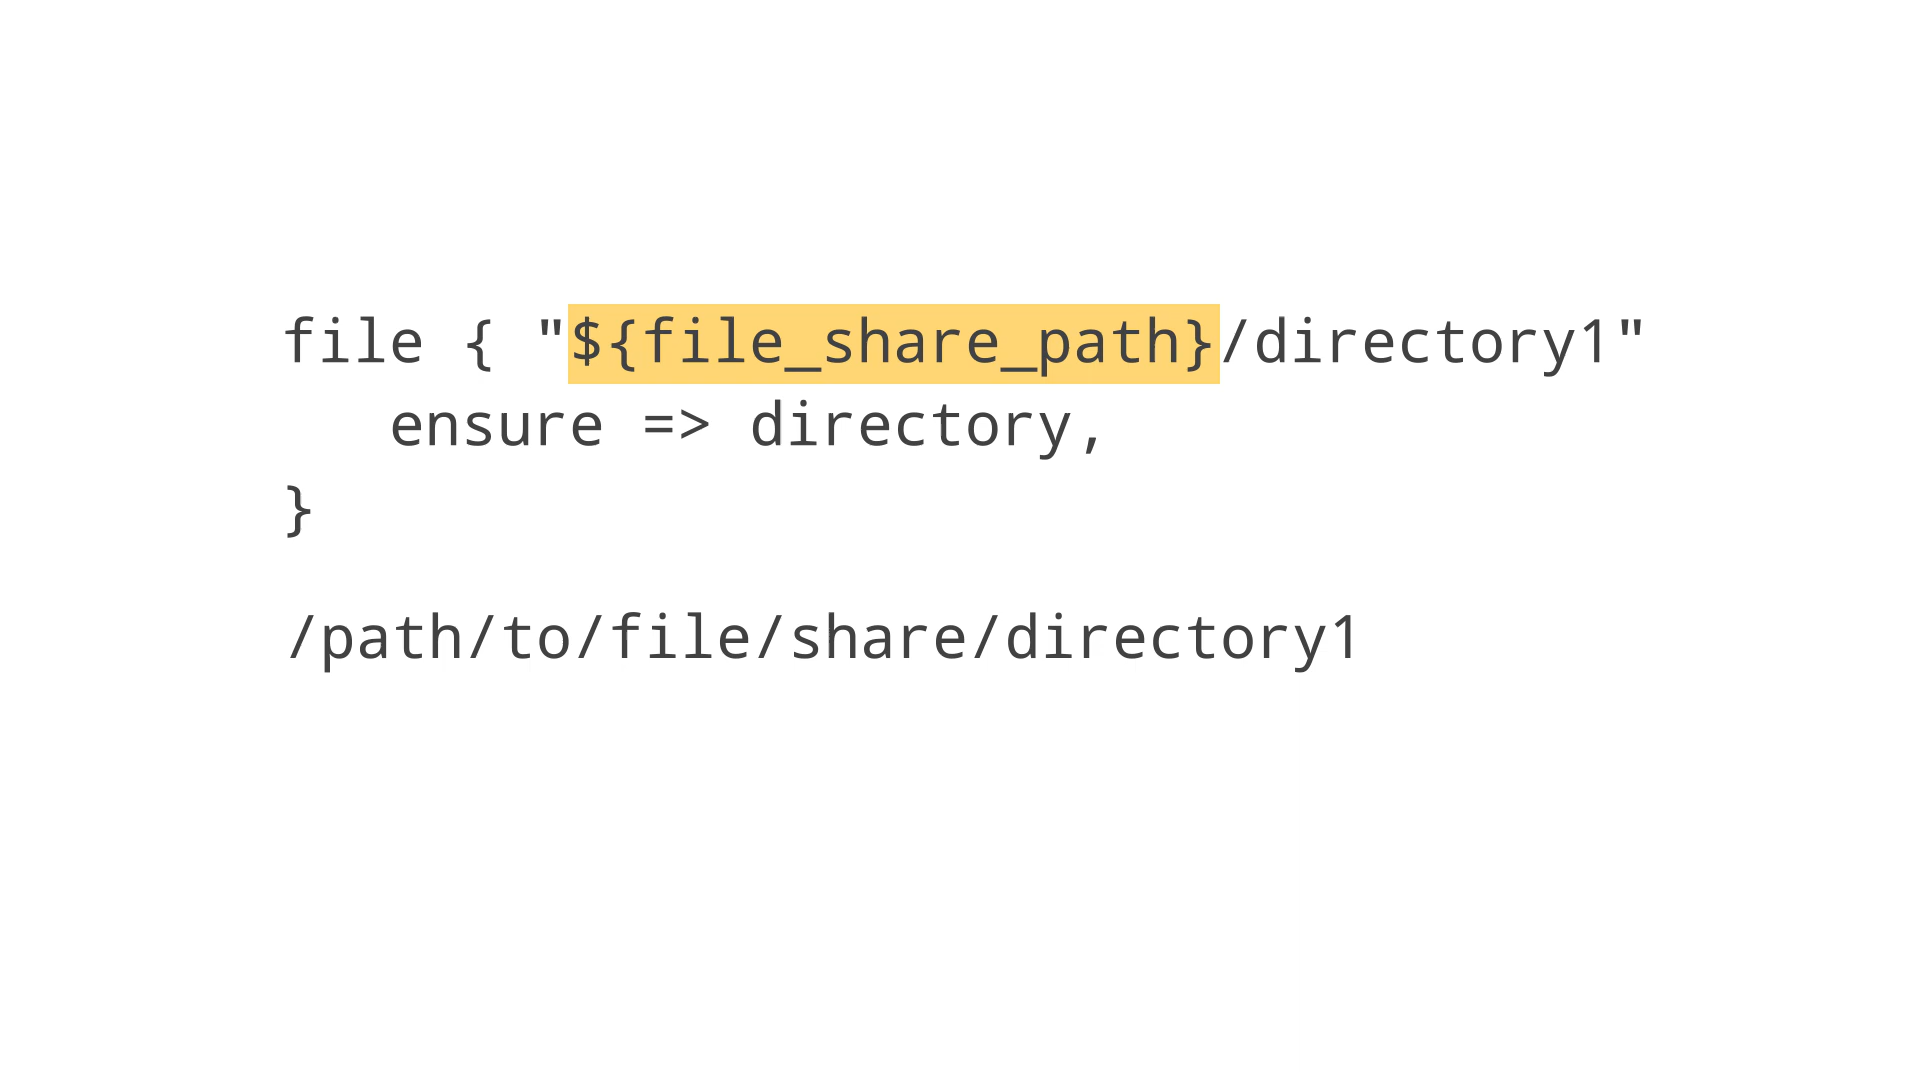 file { "${file_share_path}/directory1"
   ensure => directory,
}
/path/to/file/share/directory1